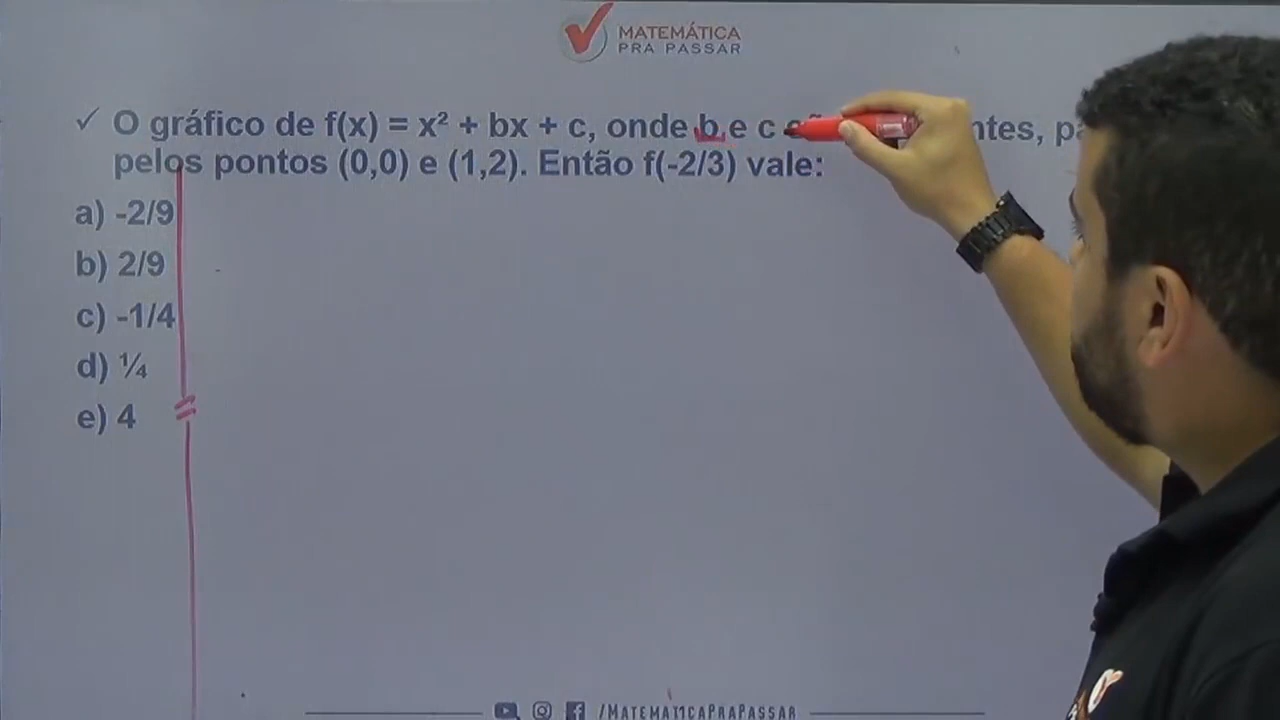 MATEMÁTICA
PRA PASSAR
✓ O gráfico de f(x) = x² + bx + c, onde b e c
pelos pontos (0,0) e (1,2). Então f(-2/3) vale:
a) -2/9
b) 2/9
c) -1/4
d) ¼
e) 4
/MATEMATICAPRAPASSAR